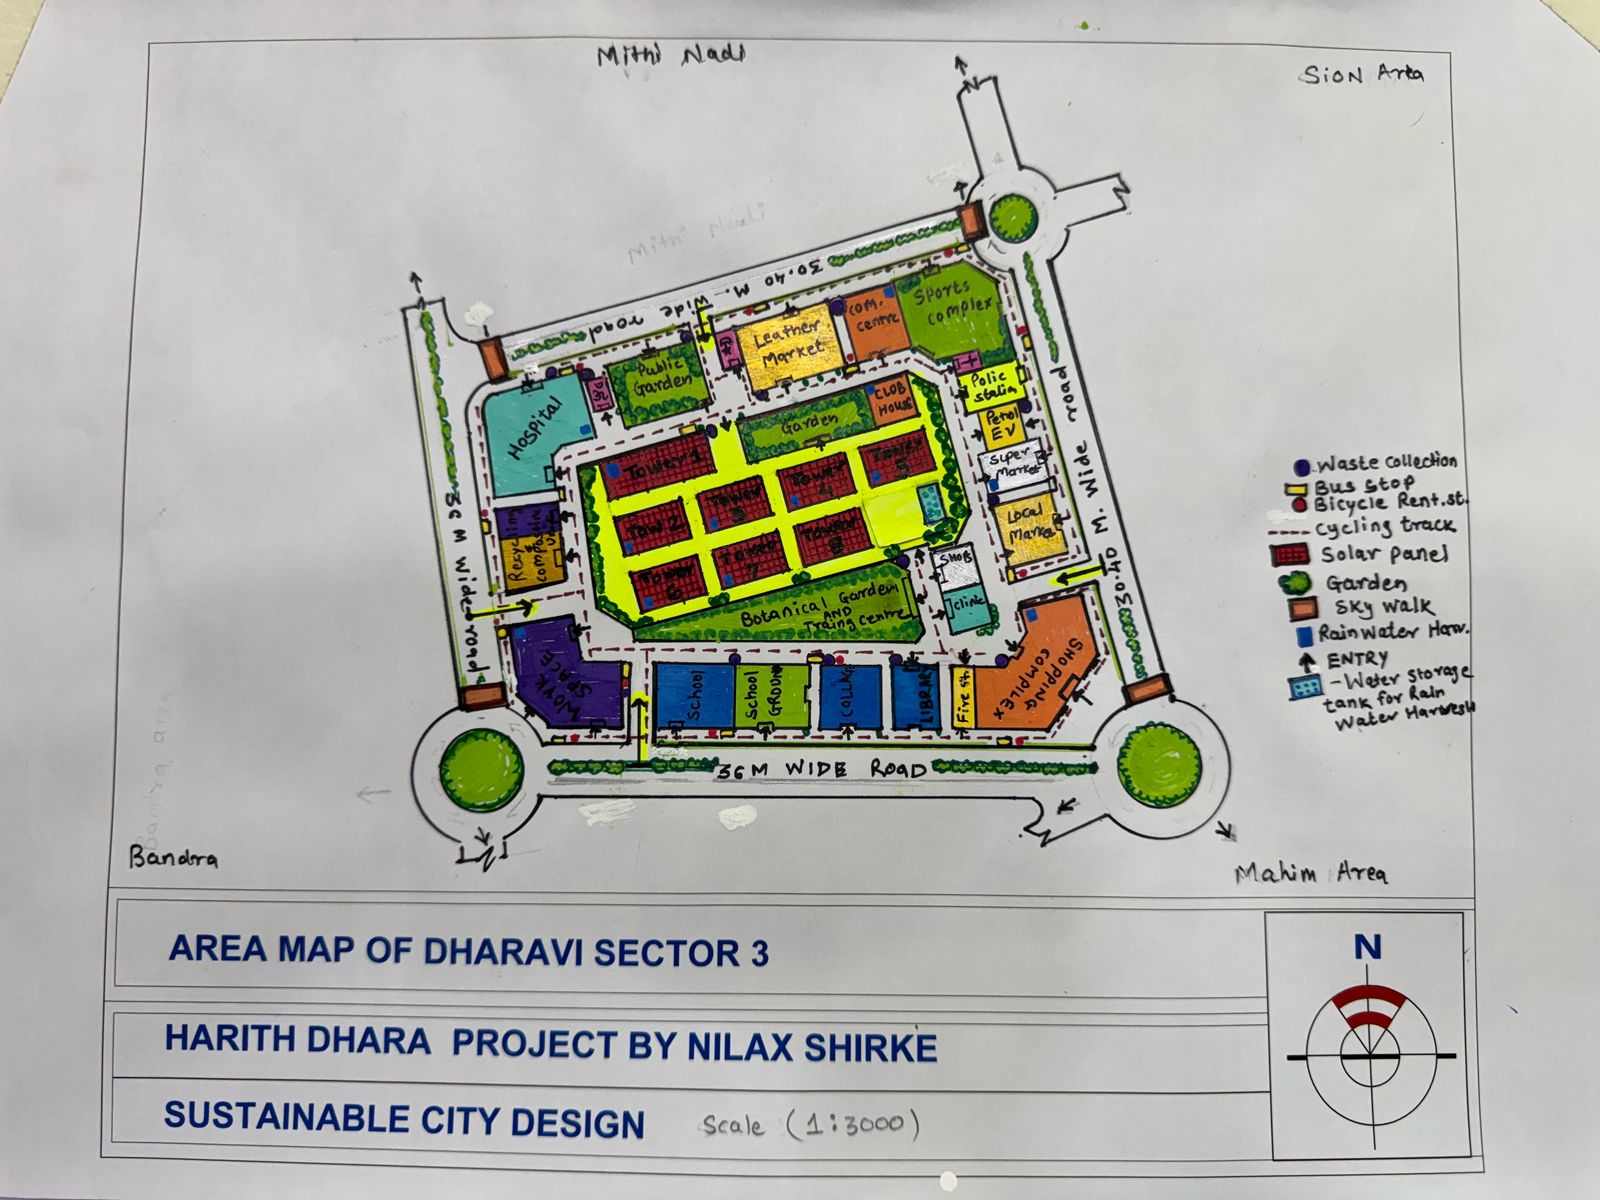 Mithi Nadi
Sion Area
N
Mithi Nadi
30.40 M. Wide road
Sports complex
com. centre
Leather Market
Public Garden
Hospital
Polic station
Petrol EV
Super Market
Local Market
CLUB HOUSE
Garden
Tower 1
Tow 2
Tower 3
Tower 4
Tower 5
Tower 6
Tower 7
Tower 8
30.40 M. Wide road
36 M Wide road
SHOP
Clinic
Botanical Garden
AND
Traing centre
WORK SPACE
School
School GROUND
LIBRARY
Fire st.
SHOPPING COMPLEX
36 M WIDE ROAD
Waste collection
Bus stop
Bicycle Rent.st.
cycling track
Solar panel
Garden
Sky walk
Rain Water Harv.
ENTRY
- Water storage
tank for Rain
Water Harwesh
Bandra area
Bandra
Mahim Area
AREA MAP OF DHARAVI SECTOR 3
HARITH DHARA PROJECT BY NILAX SHIRKE
SUSTAINABLE CITY DESIGN Scale (1:3000)
N